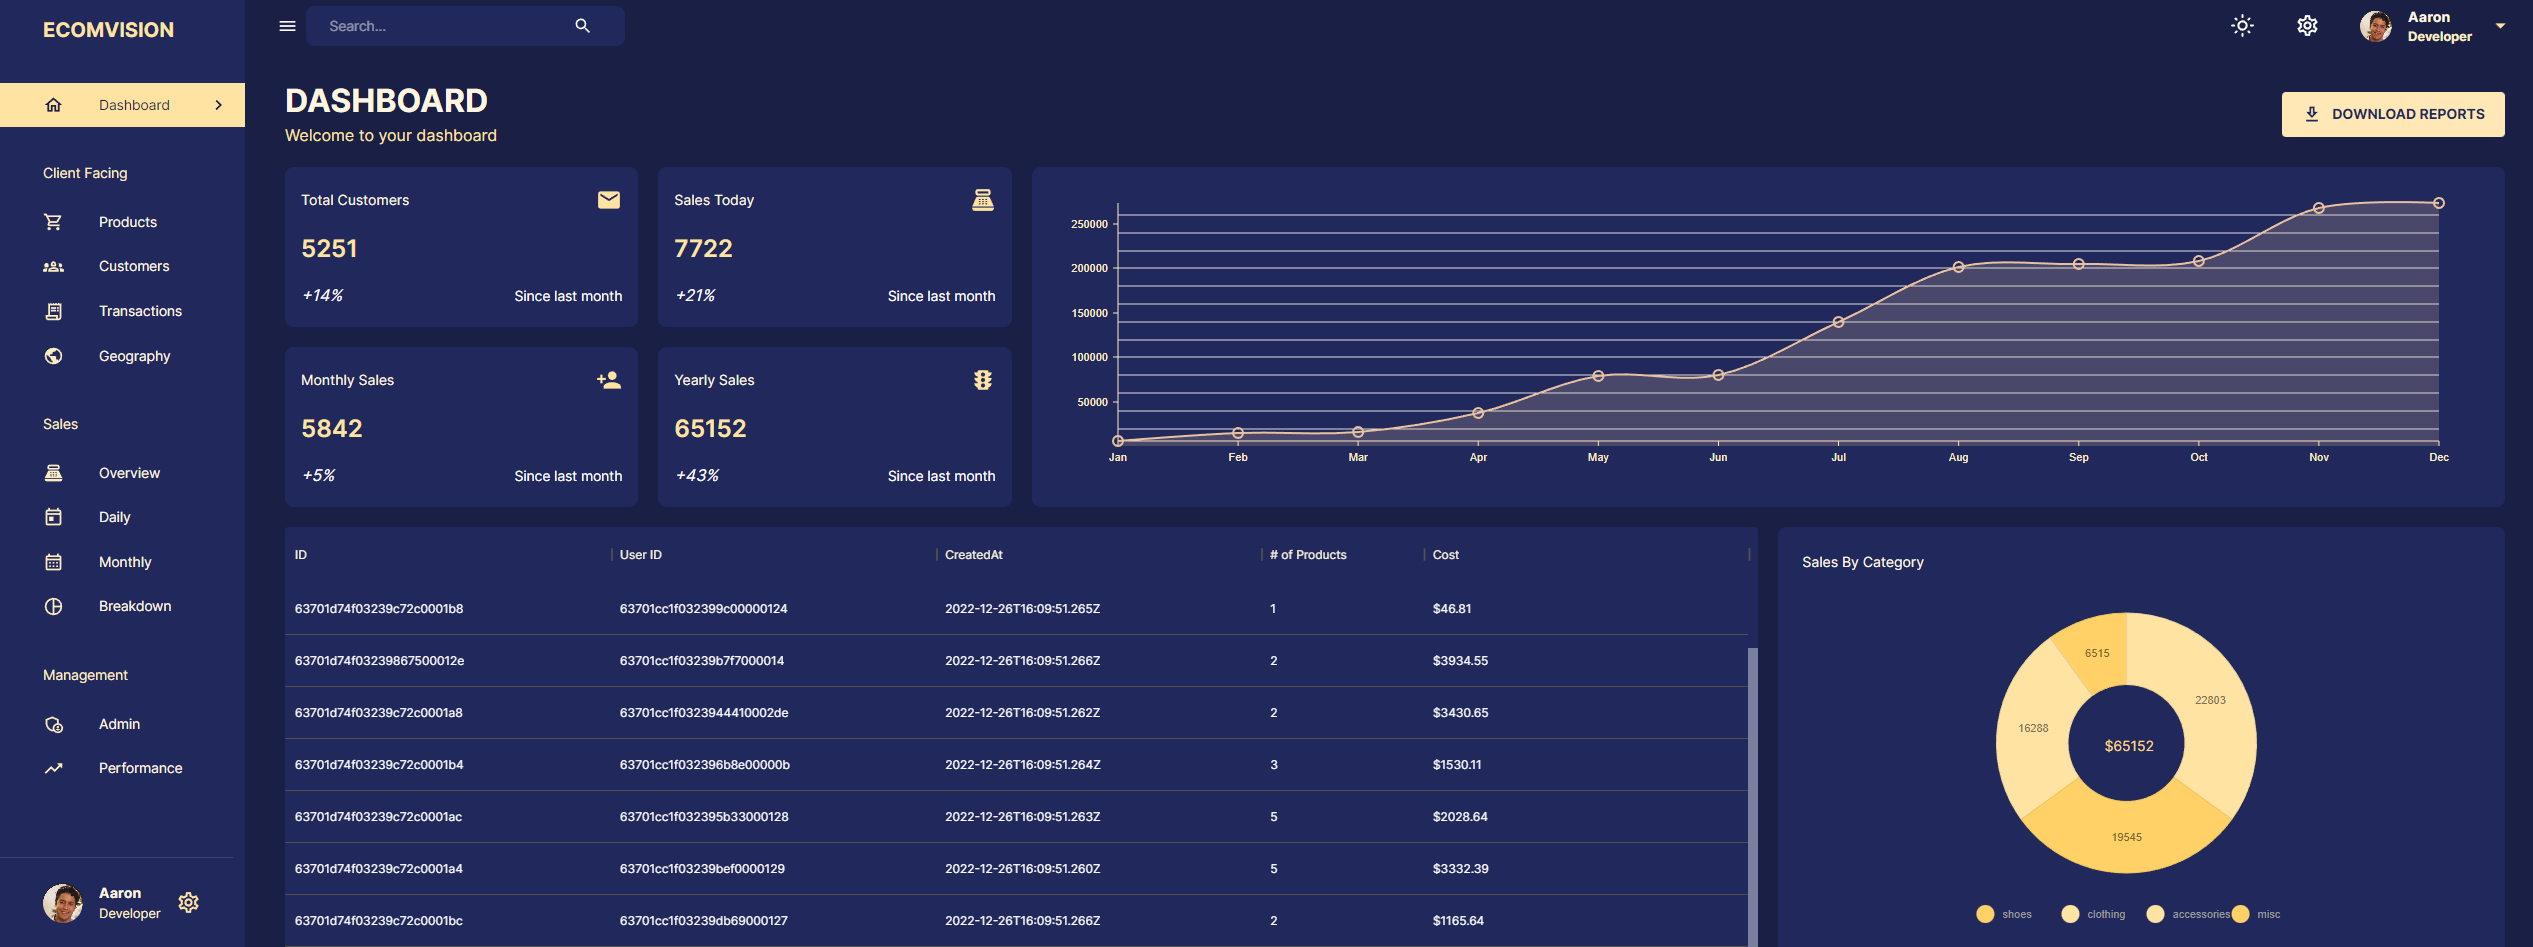 ECOMVISION
Search...
Aaron
Developer
Dashboard
Client Facing
Products
Customers
Transactions
Geography
Sales
Overview
Daily
Monthly
Breakdown
Management
Admin
Performance
Aaron
Developer
DASHBOARD
Welcome to your dashboard
DOWNLOAD REPORTS
Total Customers
5251
+14% Since last month
Sales Today
7722
+21% Since last month
Monthly Sales
5842
+5% Since last month
Yearly Sales
65152
+43% Since last month
250000
200000
150000
100000
50000
Jan Feb Mar Apr May Jun Jul Aug Sep Oct Nov Dec
ID User ID CreatedAt # of Products Cost
63701d74f03239c72c0001b8 63701cc1f032399c00000124 2022-12-26T16:09:51.265Z 1 $46.81
63701d74f03239867500012e 63701cc1f03239b7f7000014 2022-12-26T16:09:51.266Z 2 $3934.55
63701d74f03239c72c0001a8 63701cc1f0323944410002de 2022-12-26T16:09:51.262Z 2 $3430.65
63701d74f03239c72c0001b4 63701cc1f032396b8e00000b 2022-12-26T16:09:51.264Z 3 $1530.11
63701d74f03239c72c0001ac 63701cc1f032395b33000128 2022-12-26T16:09:51.263Z 5 $2028.64
63701d74f03239c72c0001a4 63701cc1f03239bef0000129 2022-12-26T16:09:51.260Z 5 $3332.39
63701d74f03239c72c0001bc 63701cc1f03239db69000127 2022-12-26T16:09:51.266Z 2 $1165.64
Sales By Category
6515
22803
16288
$65152
19545
shoes clothing accessories misc